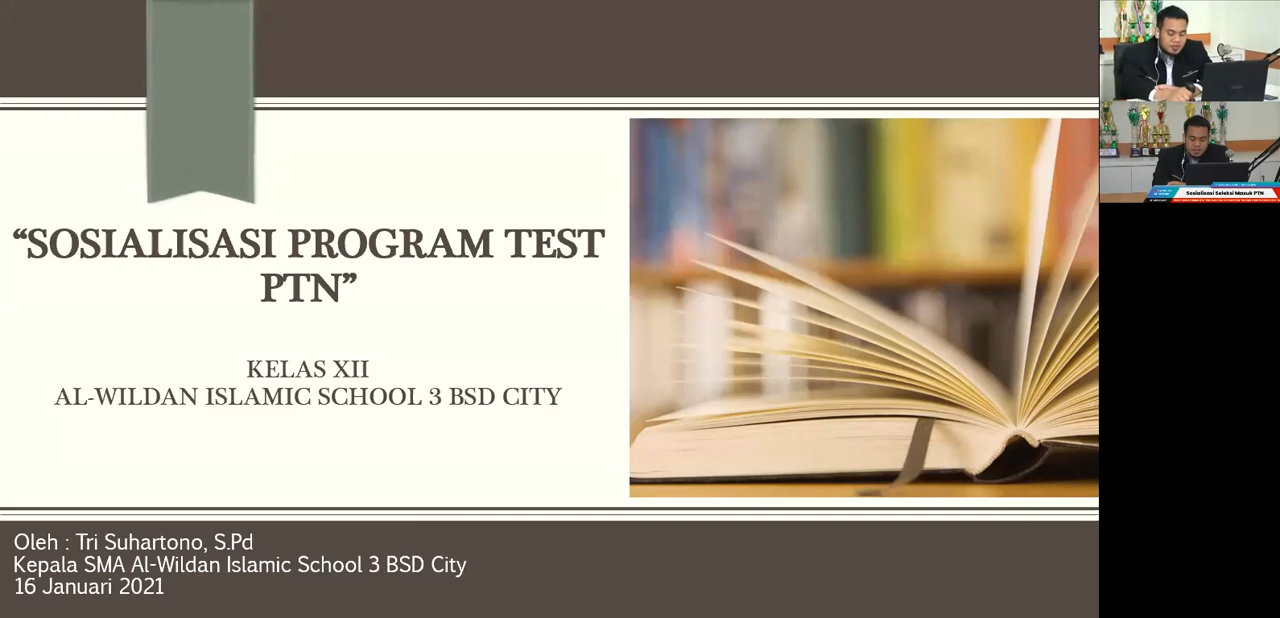 “SOSIALISASI PROGRAM TEST
PTN”
KELAS XII
AL-WILDAN ISLAMIC SCHOOL 3 BSD CITY
Oleh : Tri Suhartono, S.Pd
Kepala SMA Al-Wildan Islamic School 3 BSD City
16 Januari 2021
Sosialisasi Seleksi Masuk PTN